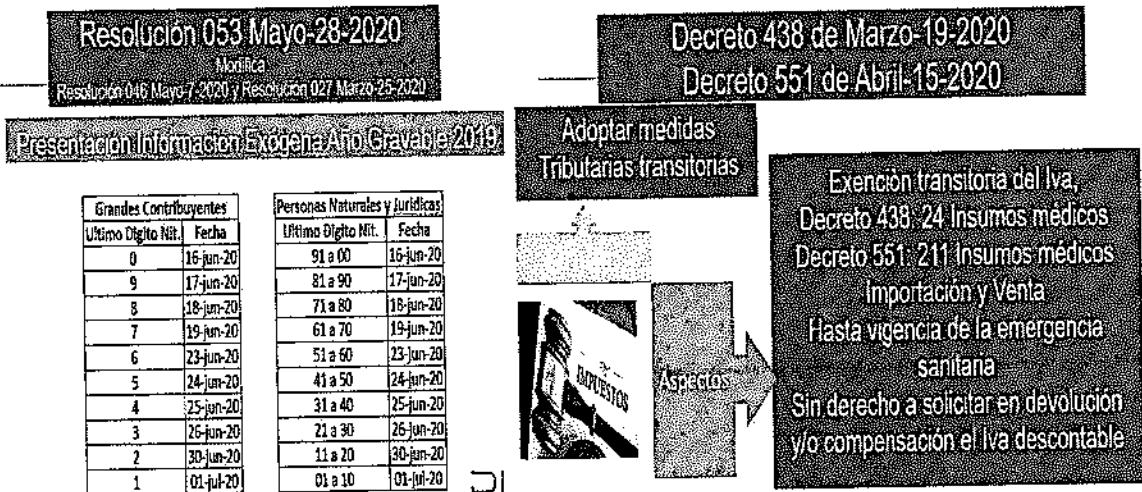 Resolución 053 Mayo-28-2020
Modifica
Resolución 046 Mayo-7-2020 y Resolución 027 Marzo-25-2020
Presentación Información Exógena Año Gravable 2019
Grandes Contribuyentes
Ultimo Digito Nit. Fecha
0 16-jun-20
9 17-jun-20
8 18-jun-20
7 19-jun-20
6 23-jun-20
5 24-jun-20
4 25-jun-20
3 26-jun-20
2 30-jun-20
1 01-jul-20
Personas Naturales y Juridicas
Ultimo Digito Nit. Fecha
91 a 00 16-jun-20
81 a 90 17-jun-20
71 a 80 18-jun-20
61 a 70 19-jun-20
51 a 60 23-jun-20
41 a 50 24-jun-20
31 a 40 25-jun-20
21 a 30 26-jun-20
11 a 20 30-jun-20
01 a 10 01-jul-20
Decreto 438 de Marzo-19-2020
Decreto 551 de Abril-15-2020
Adoptar medidas
Tributarias transitorias
IMPUESTOS
Aspectos
Exención transitoria del Iva,
Decreto 438: 24 Insumos médicos
Decreto 551: 211 Insumos médicos
Importación y Venta
Hasta vigencia de la emergencia
sanitaria
Sin derecho a solicitar en devolución
y/o compensación el Iva descontable